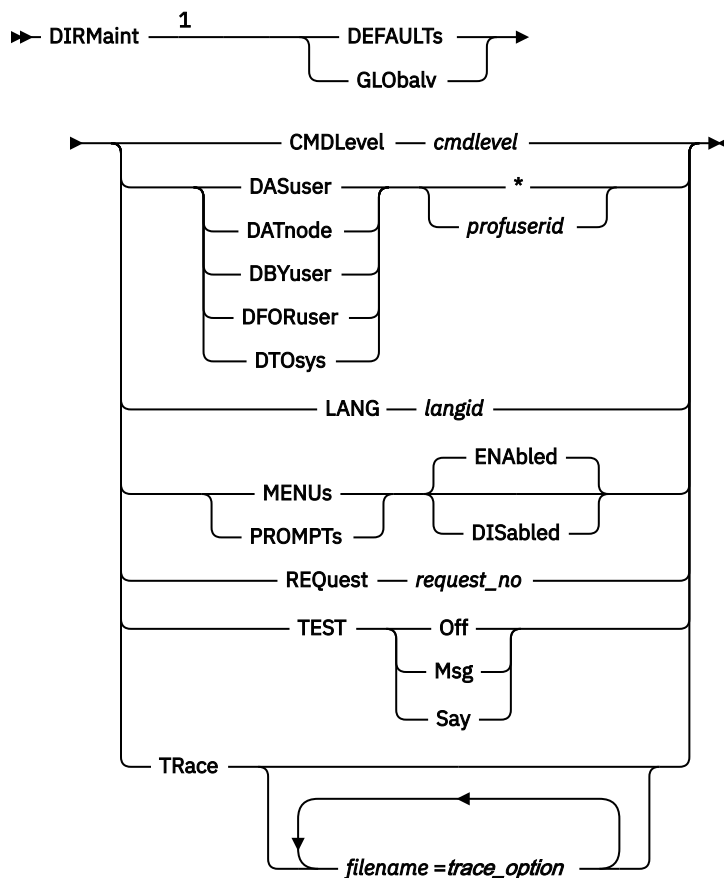 DIRMaint 1 DEFAULTs
GLObalv
CMDLevel cmdlevel
DASuser *
DATnode profuserid
DBYuser
DFORuser
DTOsys
LANG langid
ENAbled
MENUs
PROMPTs DISabled
REQuest request_no
TEST Off
Msg
Say
TRace
filename =trace_option